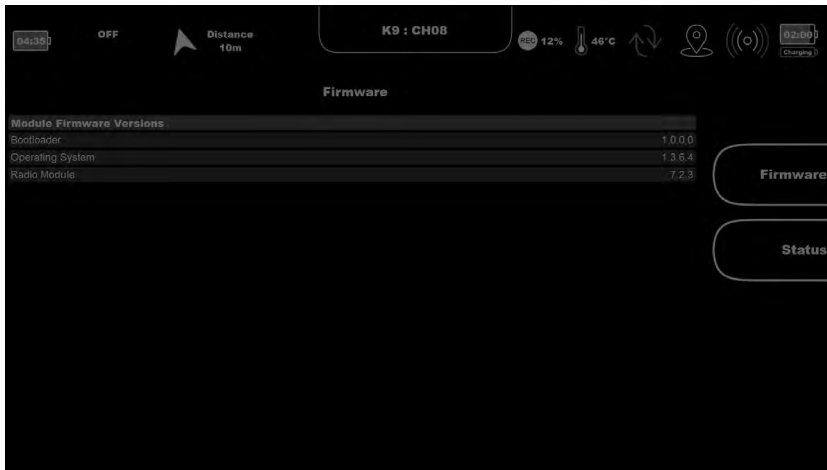 04:35
OFF
Distance
10m
K9 : CH08
REC 12%
46°C
02:00
Charging
Firmware
Module Firmware Versions
Bootloader 1.0.0.0
Operating System 1.3.6.4
Radio Module 7.2.3
Firmware
Status